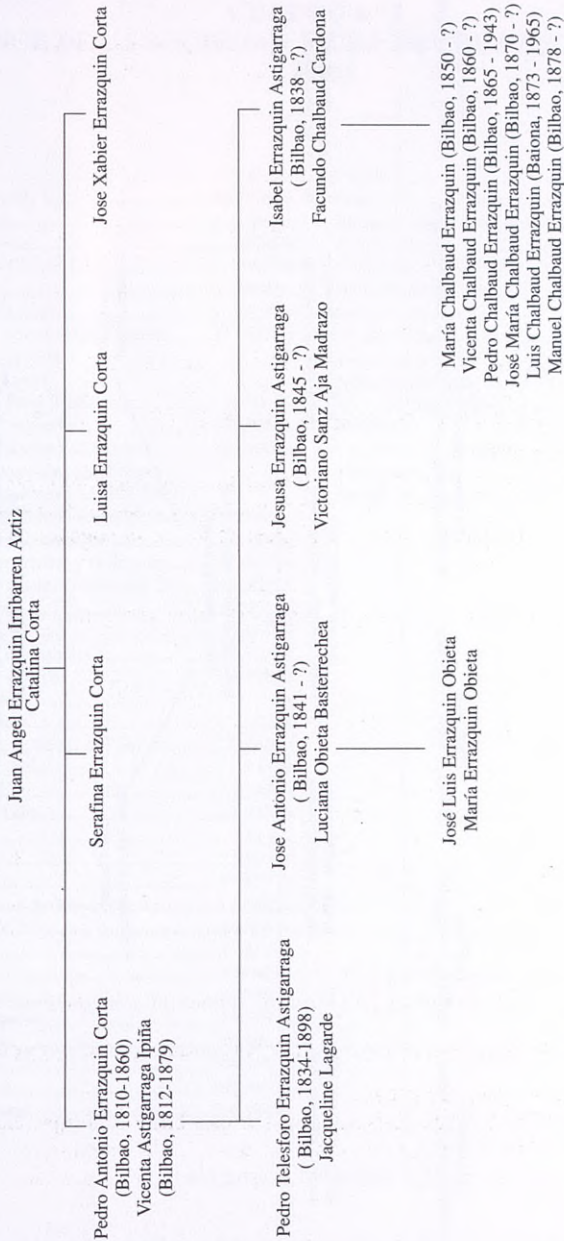 Juan Angel Errazquin Irribarren Aztiz
Catalina Corta
Pedro Antonio Errazquin Corta
(Bilbao, 1810-1860)
Vicenta Astigarraga Ipiña
(Bilbao, 1812-1879)
Serafina Errazquin Corta
Luisa Errazquin Corta
Jose Xabier Errazquin Corta
Pedro Telesforo Errazquin Astigarraga
( Bilbao, 1834-1898)
Jacqueline Lagarde
Jose Antonio Errazquin Astigarraga
( Bilbao, 1841 - ?)
Luciana Obieta Basterrechea
Jesusa Errazquin Astigarraga
( Bilbao, 1845 - ?)
Victoriano Sanz Aja Madrazo
Isabel Errazquin Astigarraga
( Bilbao, 1838 - ?)
Facundo Chalbaud Cardona
José Luis Errazquin Obieta
María Errazquin Obieta
María Chalbaud Errazquin (Bilbao, 1850 - ?)
Vicenta Chalbaud Errazquin (Bilbao, 1860 - ?)
Pedro Chalbaud Errazquin (Bilbao, 1865 - 1943)
José María Chalbaud Errazquin (Bilbao, 1870 - ?)
Luis Chalbaud Errazquin (Baiona, 1873 - 1965)
Manuel Chalbaud Errazquin (Bilbao, 1878 - ?)